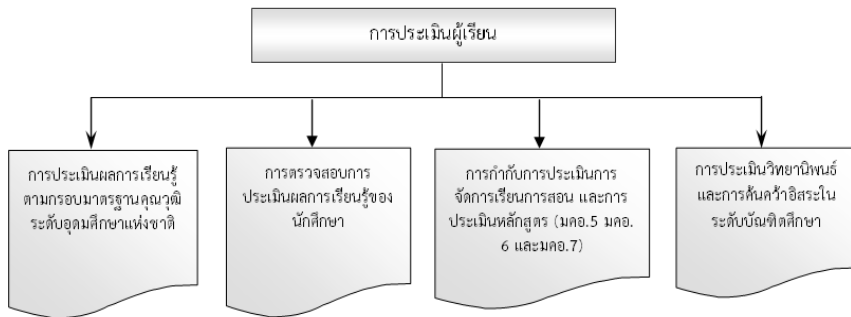 การประเมินผู้เรียน
การประเมินผลการเรียนรู้
ตามกรอบมาตรฐานคุณวุฒิ
ระดับอุดมศึกษาแห่งชาติ
การตรวจสอบการ
ประเมินผลการเรียนรู้ของ
นักศึกษา
การกำกับการประเมินการ
จัดการเรียนการสอน และการ
ประเมินหลักสูตร (มคอ.5 มคอ.
6 และมคอ.7)
การประเมินวิทยานิพนธ์
และการค้นคว้าอิสระใน
ระดับบัณฑิตศึกษา